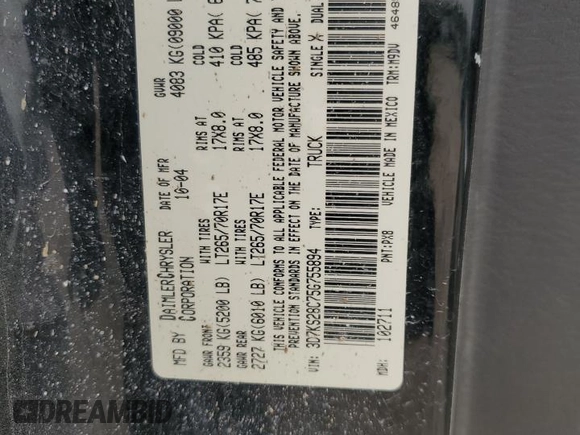 MFD BY DAIMLERCHRYSLER CORPORATION DATE OF MFR 10-04 GVWR 4083 KG(09000
GAWR FRONT WITH TIRES RIMS AT COLD
2359 KG(5200 LB) LT265/70R17E 17X8.0 410 KPA(
GAWR REAR WITH TIRES RIMS AT COLD
2727 KG(6010 LB) LT265/70R17E 17X8.0 485 KPA(
THIS VEHICLE CONFORMS TO ALL APPLICABLE FEDERAL MOTOR VEHICLE SAFETY AND
STANDARDS IN EFFECT ON THE DATE OF MANUFACTURE SHOWN ABOVE.
VIN: 3D7KS28C75G755894 TYPE: TRUCK SINGLE X DUAL
MDH: 102711 PNT:PX8 VEHICLE MADE IN MEXICO TRM:M9DV 4648
DREAMBID